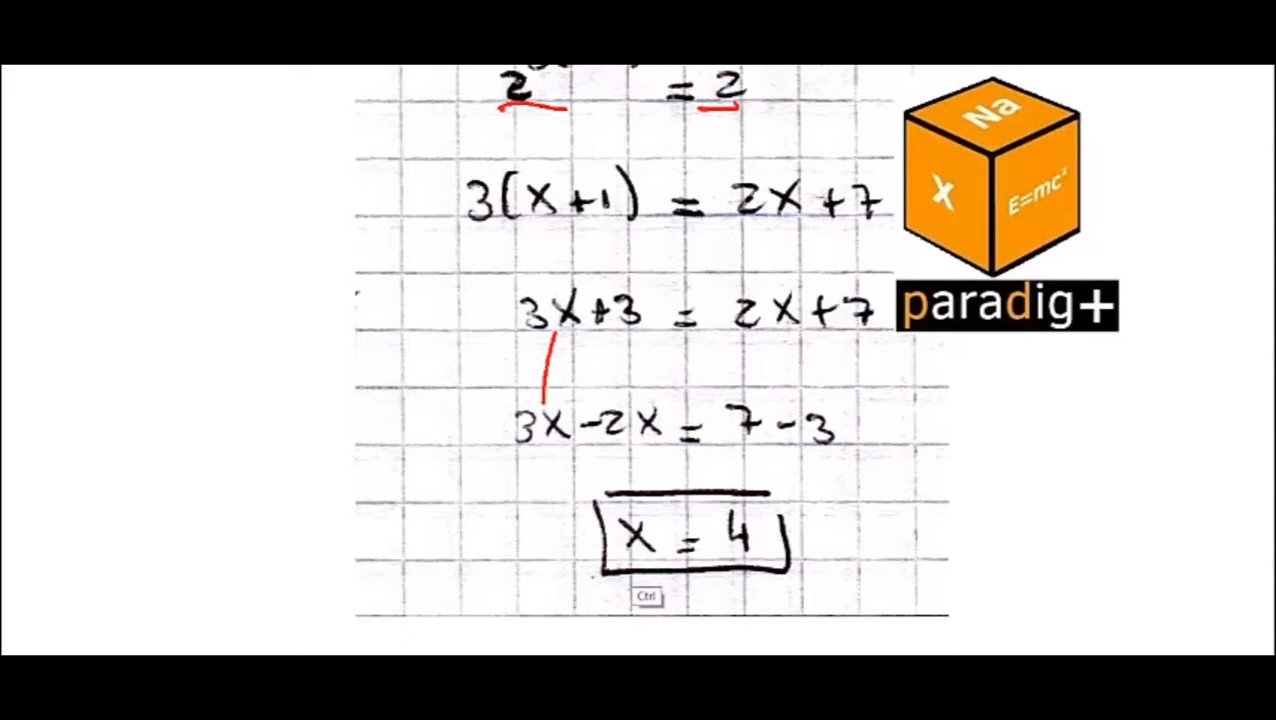 2 = 2
Na
X
E=mc²
3(x+1) = 2x+7
paradig+
3x+3 = 2x+7
3x-2x = 7-3
x = 4
Ctrl